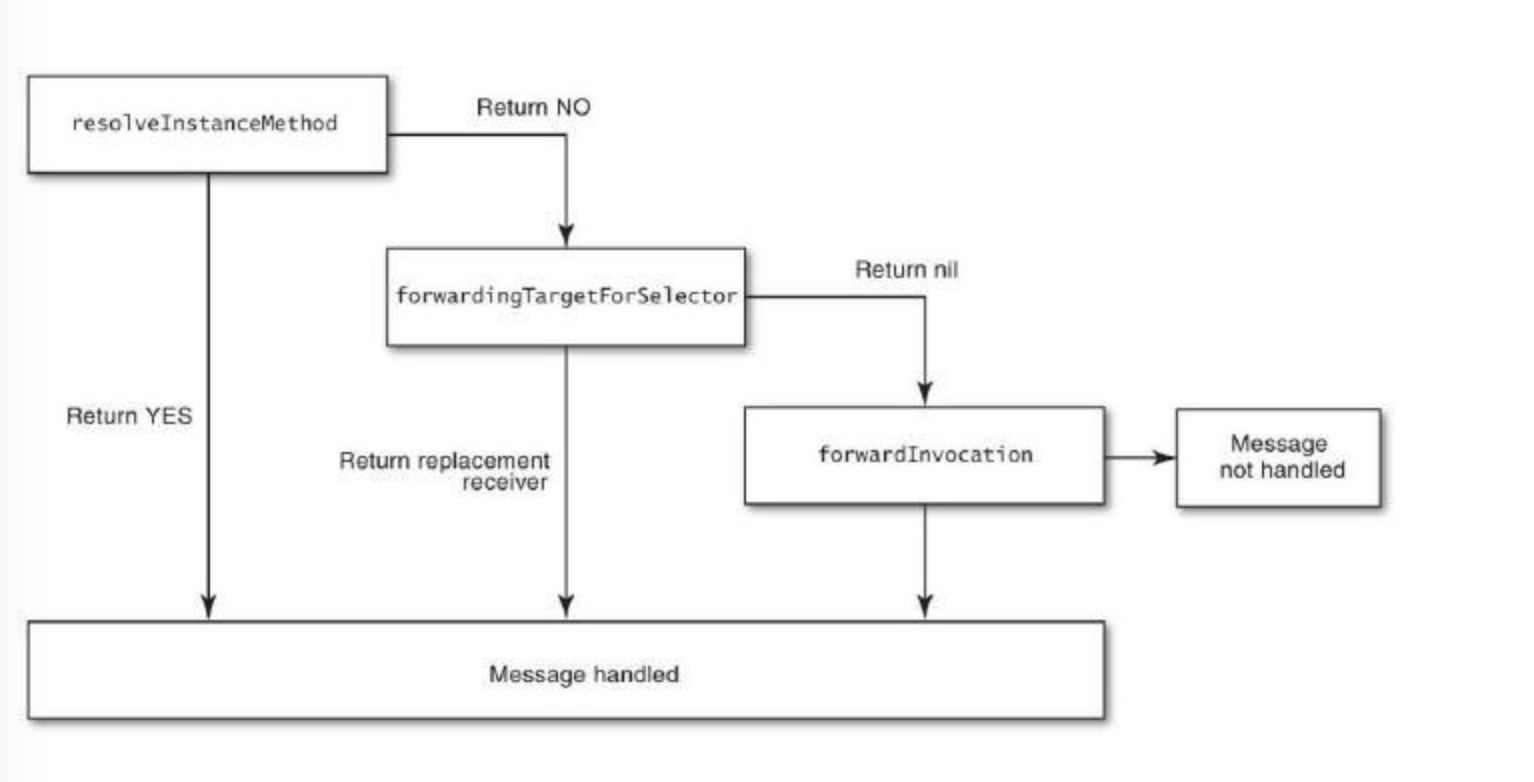 resolveInstanceMethod
Return NO
forwardingTargetForSelector
Return nil
Return YES
Return replacement
receiver
forwardInvocation
Message
not handled
Message handled